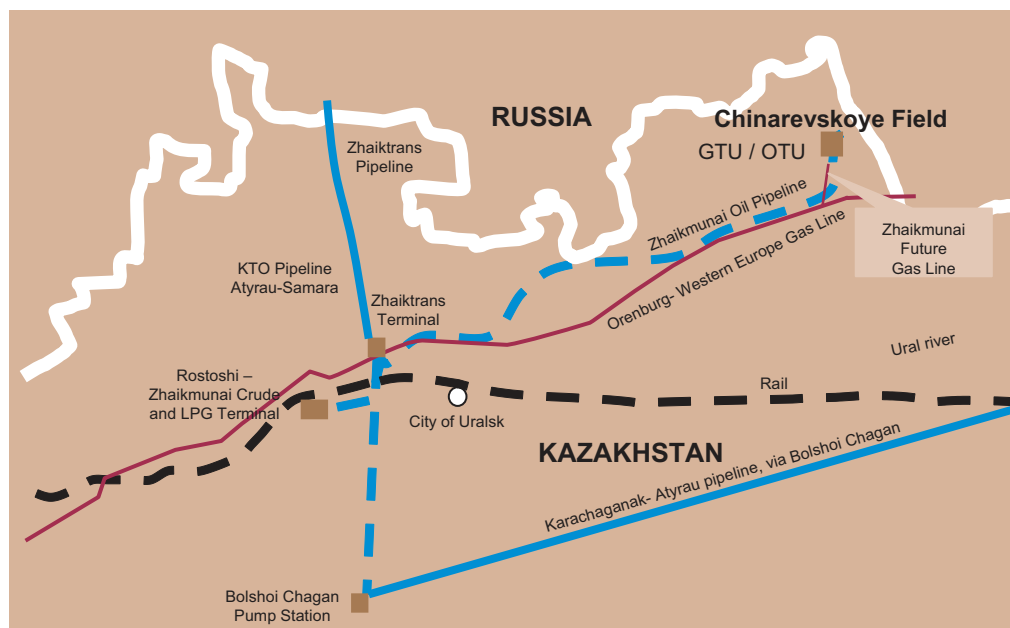 RUSSIA
Chinarevskoye Field
GTU / OTU
Zhaiktrans
Pipeline
Zhaikmunai Oil Pipeline
Zhaikmunai
Future
Gas Line
KTO Pipeline
Atyrau-Samara
Orenburg- Western Europe Gas Line
Zhaiktrans
Terminal
Ural river
Rostoshi –
Zhaikmunai Crude
and LPG Terminal
Rail
City of Uralsk
KAZAKHSTAN
Karachaganak- Atyrau pipeline, via Bolshoi Chagan
Bolshoi Chagan
Pump Station